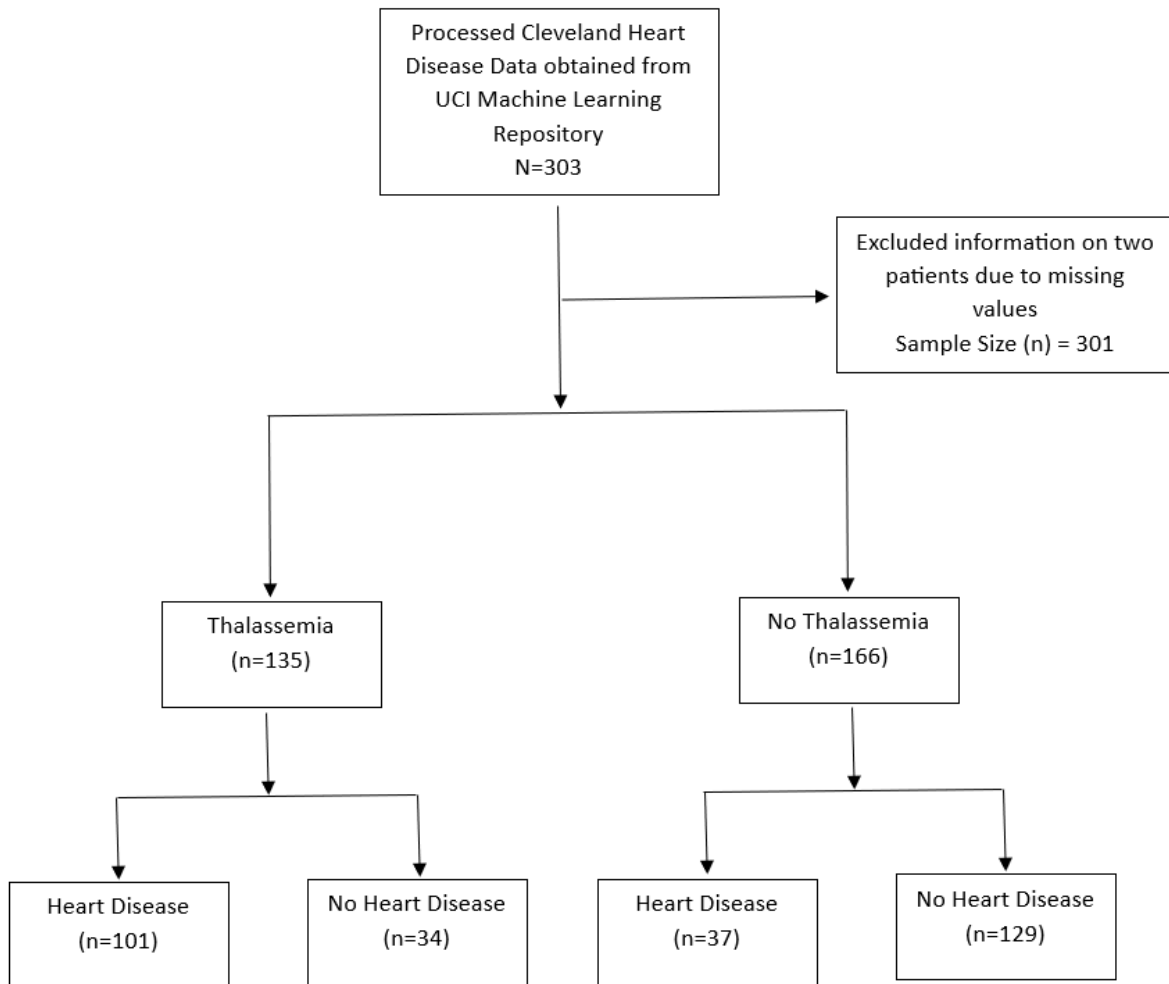 Processed Cleveland Heart
Disease Data obtained from
UCI Machine Learning
Repository
N=303
Excluded information on two
patients due to missing
values
Sample Size (n) = 301
Thalassemia
(n=135)
No Thalassemia
(n=166)
Heart Disease
(n=101)
No Heart Disease
(n=34)
Heart Disease
(n=37)
No Heart Disease
(n=129)